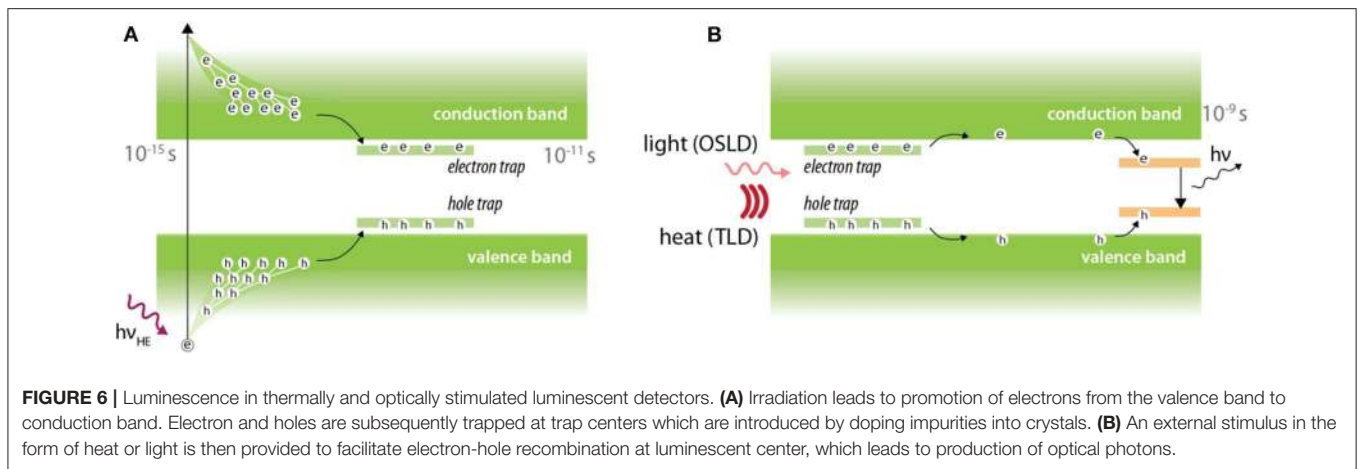 A
e
e e
e e e e
e e e e e
conduction band
10⁻¹⁵ s
10⁻¹¹ s
e e e e
electron trap
hole trap
h h h h
valence band
h h h h h
h h h h
h h
h
hν HE
e
B
conduction band
10⁻⁹ s
e e
light (OSLD)
e e e e
electron trap
e
hν
hole trap
h h h h
h
heat (TLD)
h h
valence band
FIGURE 6 | Luminescence in thermally and optically stimulated luminescent detectors. (A) Irradiation leads to promotion of electrons from the valence band to
conduction band. Electron and holes are subsequently trapped at trap centers which are introduced by doping impurities into crystals. (B) An external stimulus in the
form of heat or light is then provided to facilitate electron-hole recombination at luminescent center, which leads to production of optical photons.